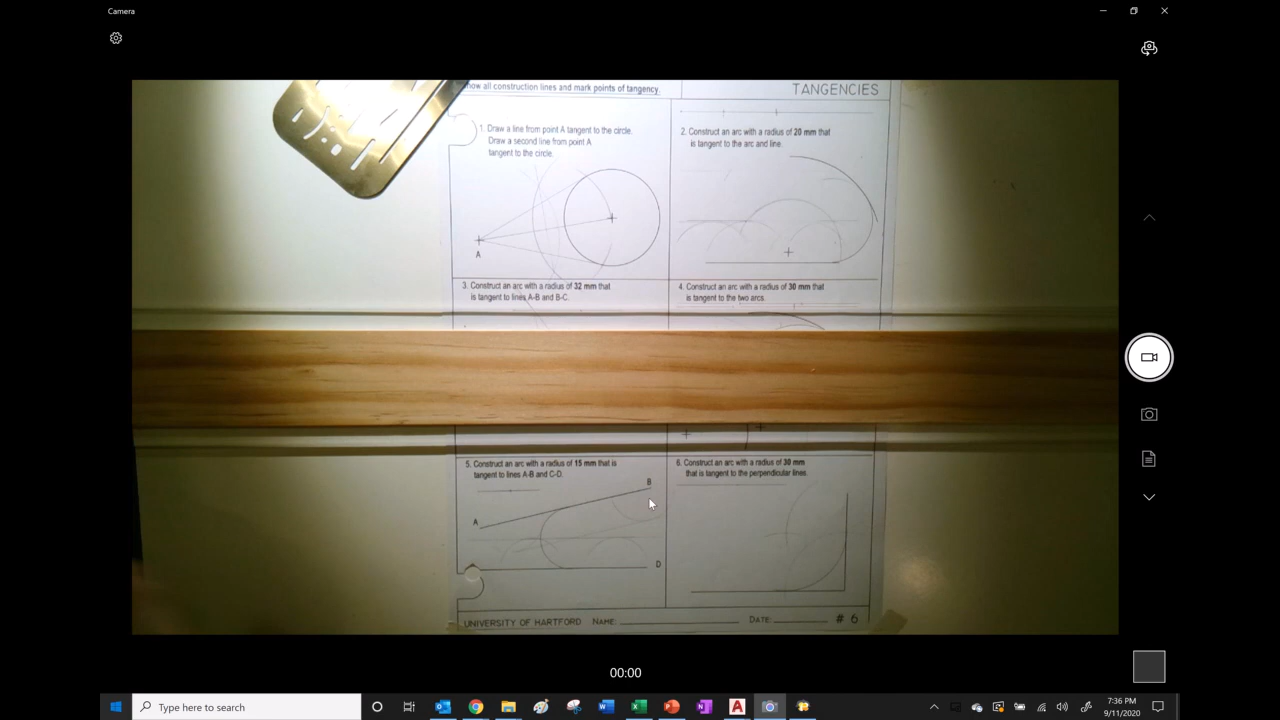 Camera
how all construction lines and mark points of tangency.
TANGENCIES
1. Draw a line from point A tangent to the circle.
Draw a second line from point A
tangent to the circle.
A
2. Construct an arc with a radius of 20 mm that
is tangent to the arc and line.
3. Construct an arc with a radius of 32 mm that
is tangent to lines A-B and B-C.
4. Construct an arc with a radius of 30 mm that
is tangent to the two arcs.
5. Construct an arc with a radius of 15 mm that is
tangent to lines A-B and C-D.
B
A
D
6. Construct an arc with a radius of 30 mm
that is tangent to the perpendicular lines.
UNIVERSITY OF HARTFORD NAME: DATE: # 6
00:00
Type here to search
7:36 PM
9/11/2020